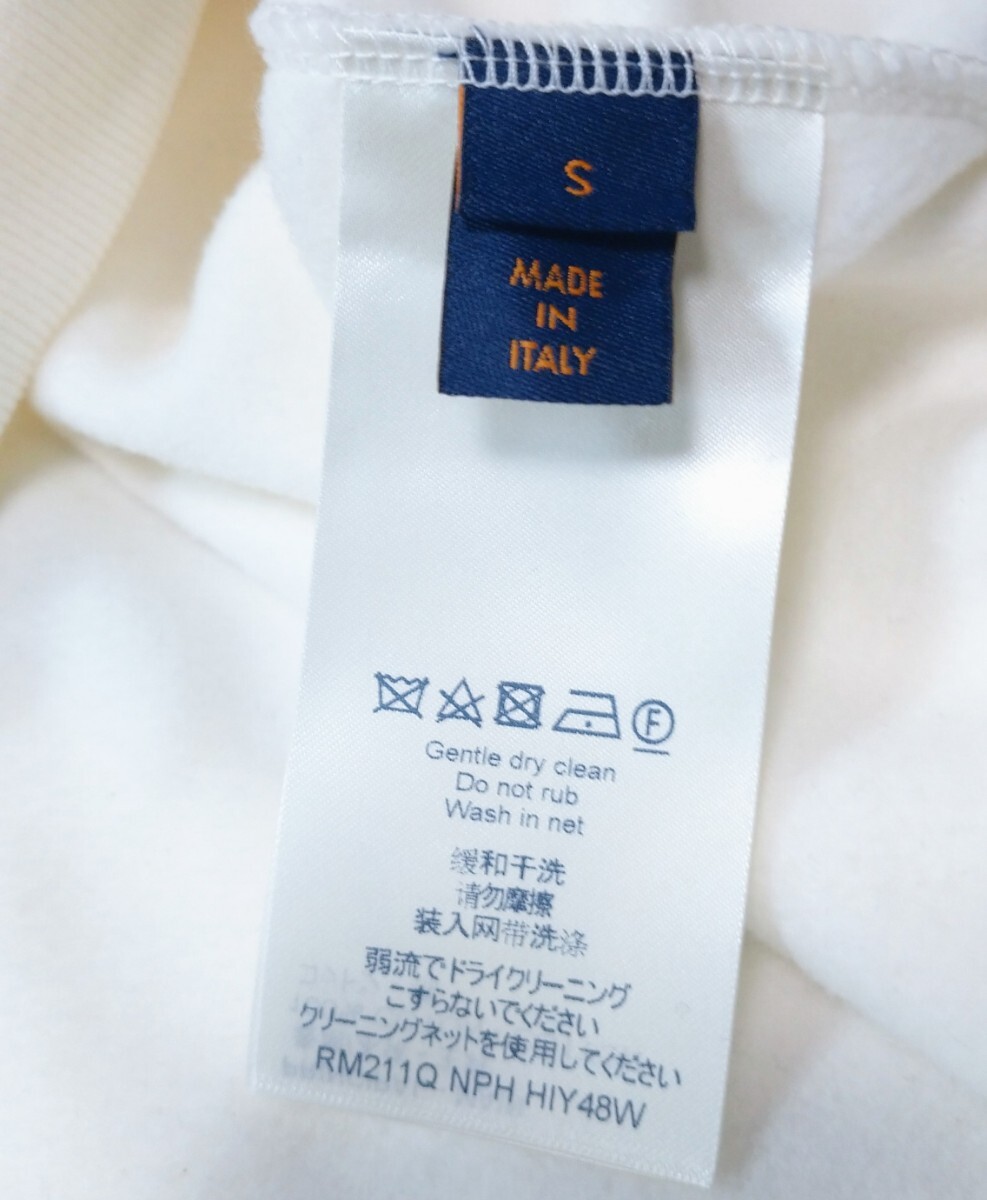 S
MADE
IN
ITALY
F
Gentle dry clean
Do not rub
Wash in net
缓和干洗
请勿摩擦
装入网带洗涤
弱流でドライクリーニング
こすらないでください
クリーニングネットを使用してください
RM211Q NPH HIY48W